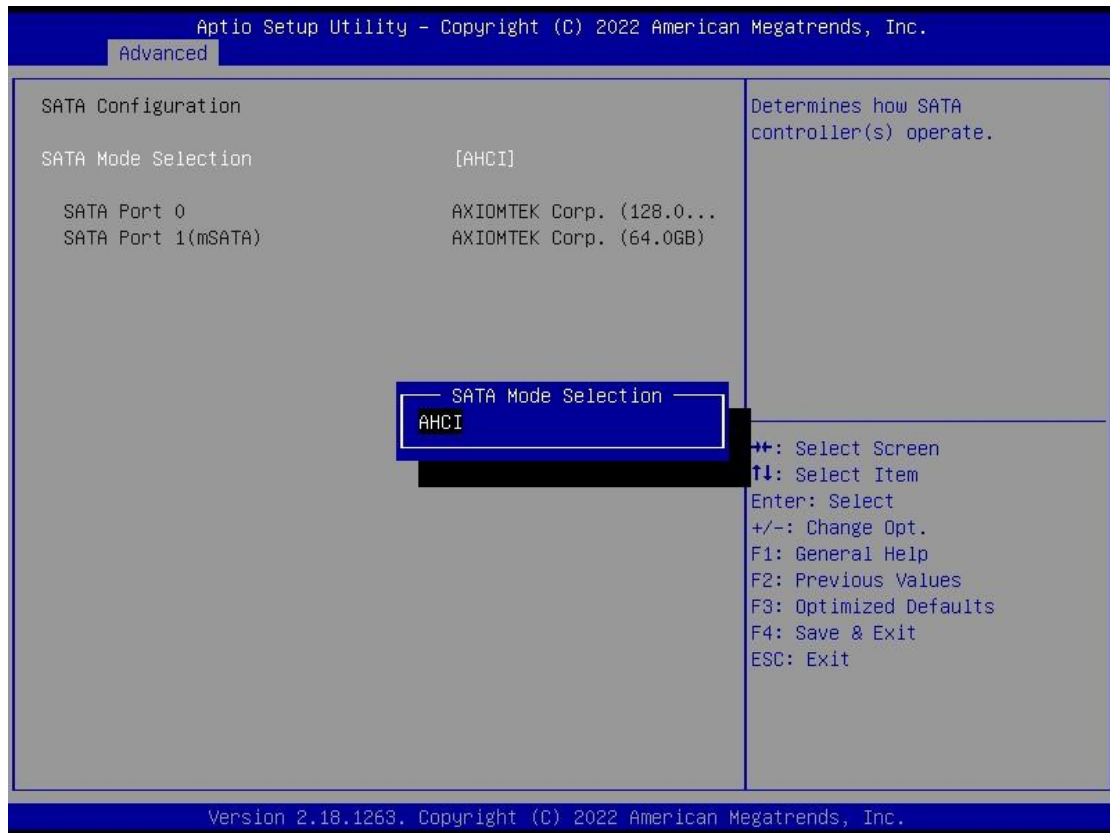 Aptio Setup Utility – Copyright (C) 2022 American Megatrends, Inc.
Advanced
SATA Configuration
SATA Mode Selection [AHCI]
SATA Port 0 AXIOMTEK Corp. (128.0...
SATA Port 1(mSATA) AXIOMTEK Corp. (64.0GB)
Determines how SATA
controller(s) operate.
SATA Mode Selection
AHCI
→←: Select Screen
↑↓: Select Item
Enter: Select
+/-: Change Opt.
F1: General Help
F2: Previous Values
F3: Optimized Defaults
F4: Save & Exit
ESC: Exit
Version 2.18.1263. Copyright (C) 2022 American Megatrends, Inc.